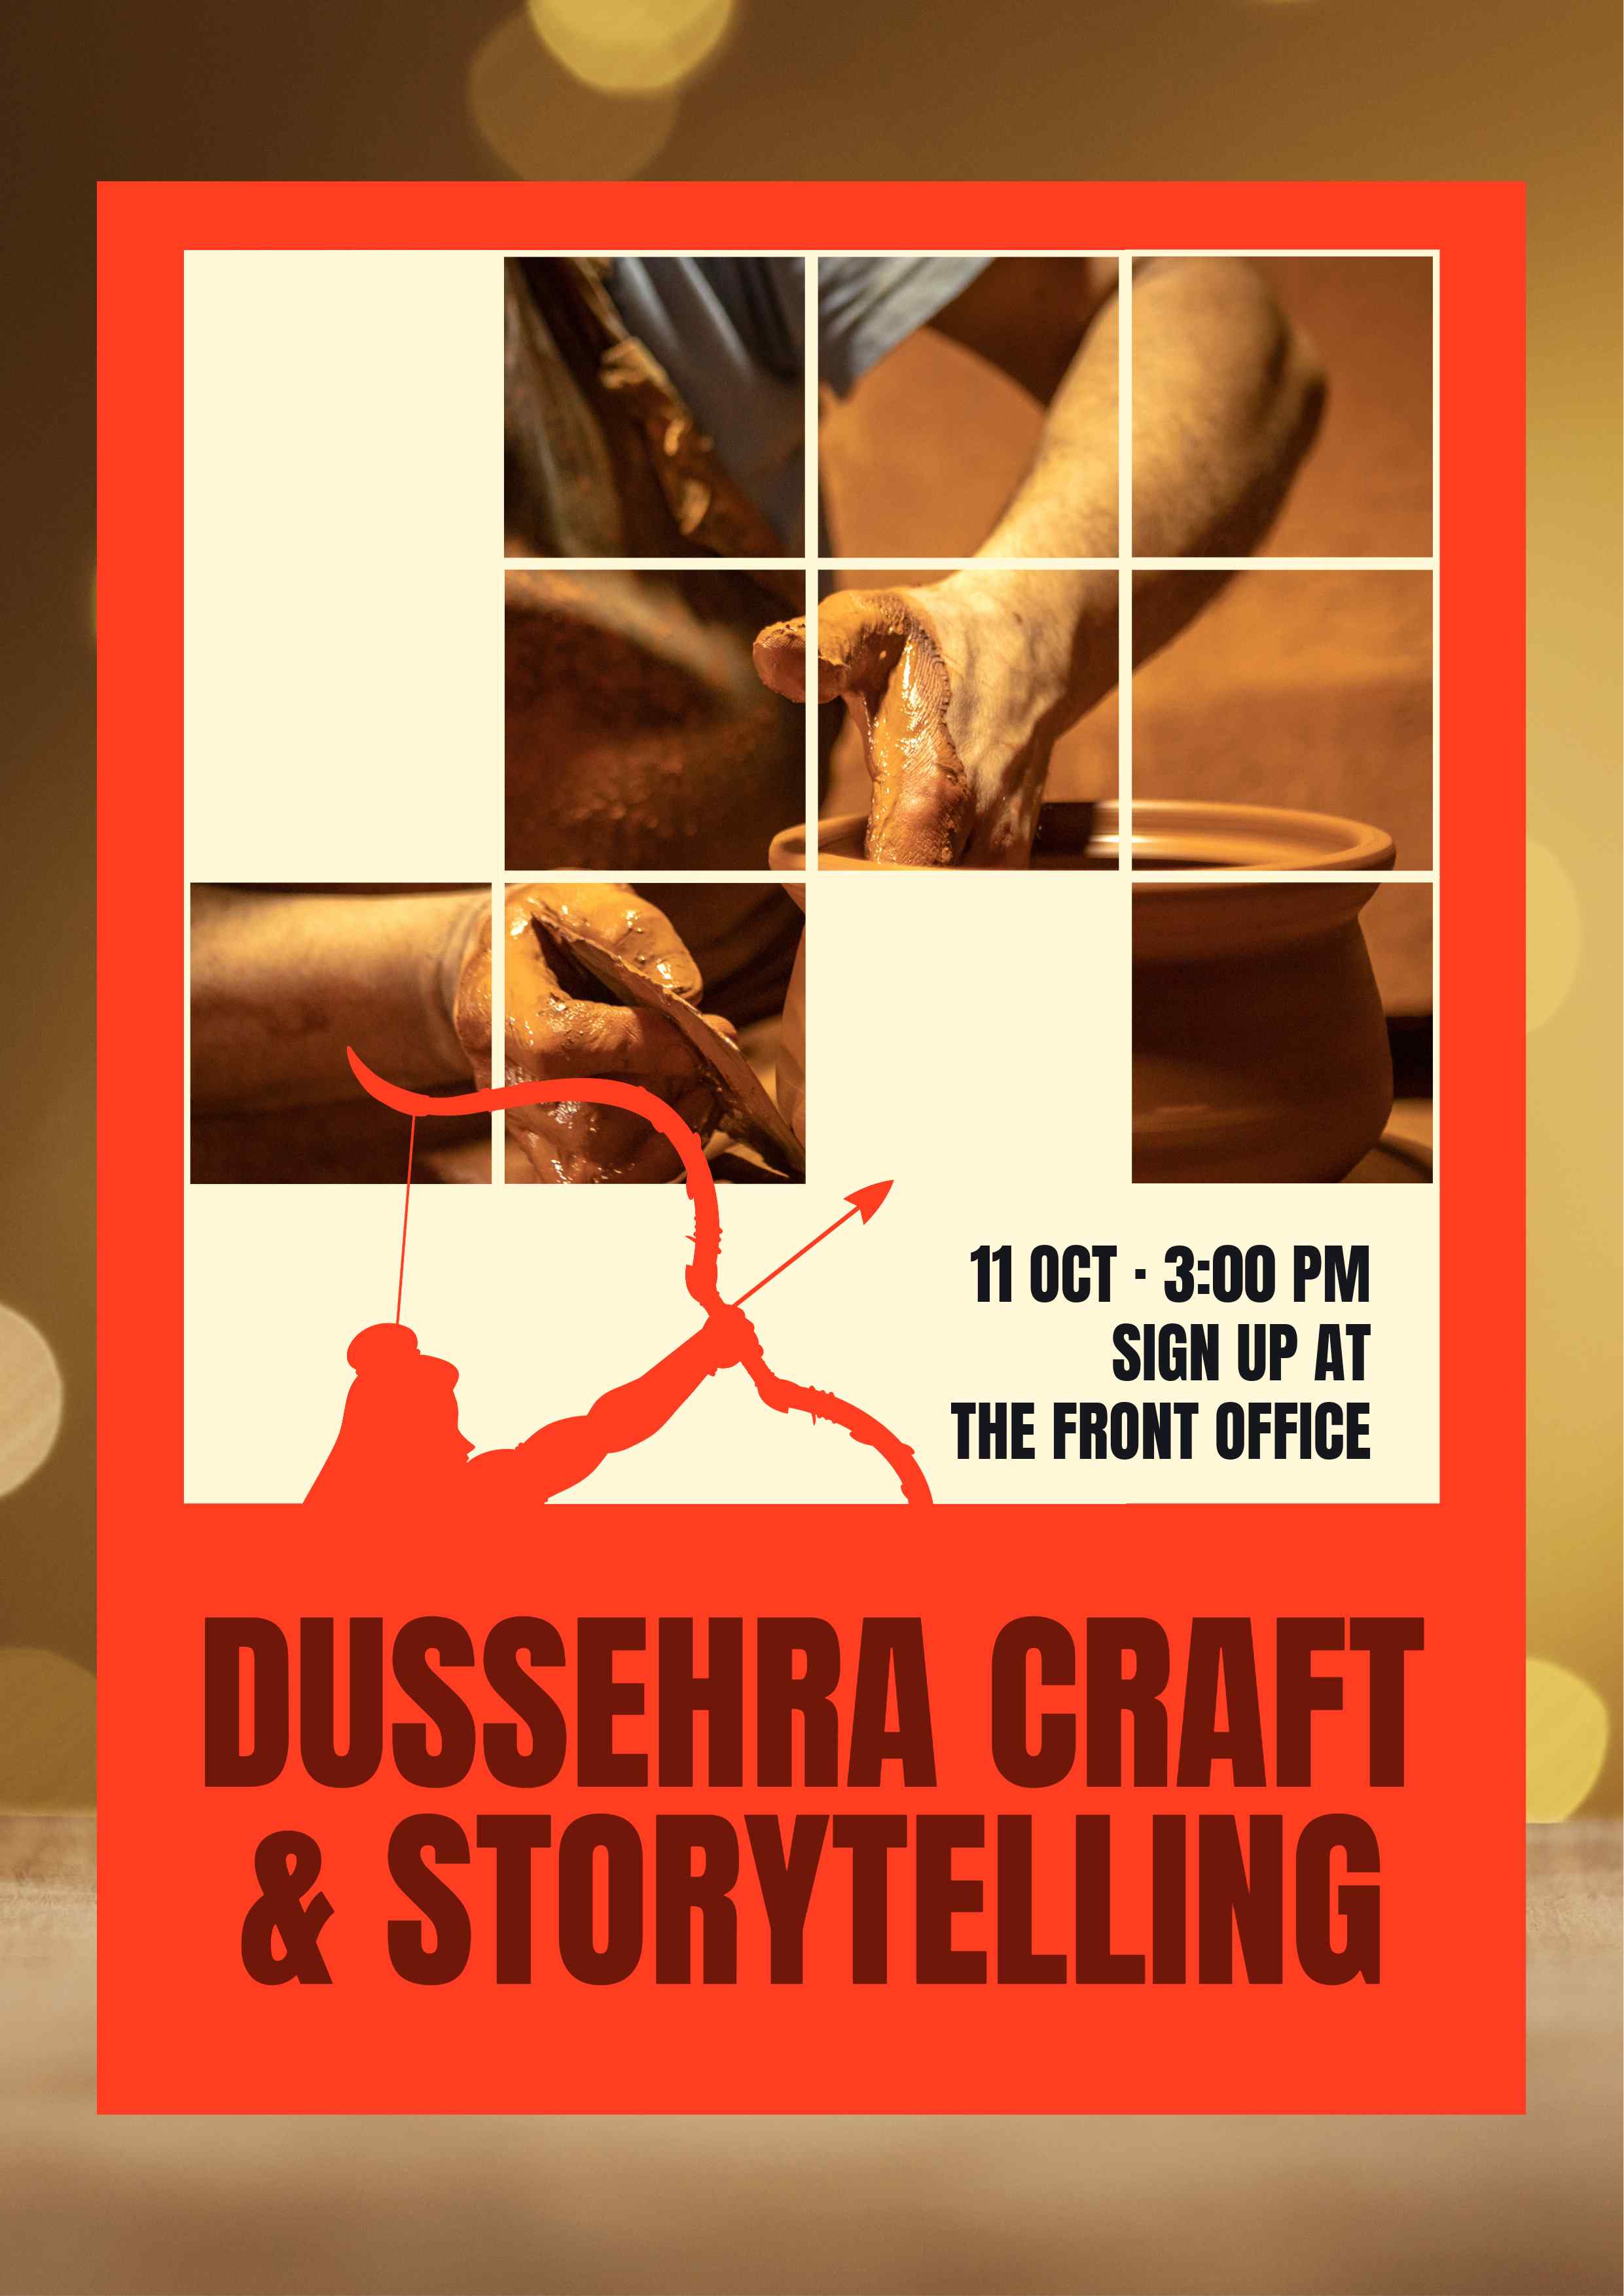 11 OCT · 3:00 PM
SIGN UP AT
THE FRONT OFFICE
DUSSEHRA CRAFT
& STORYTELLING